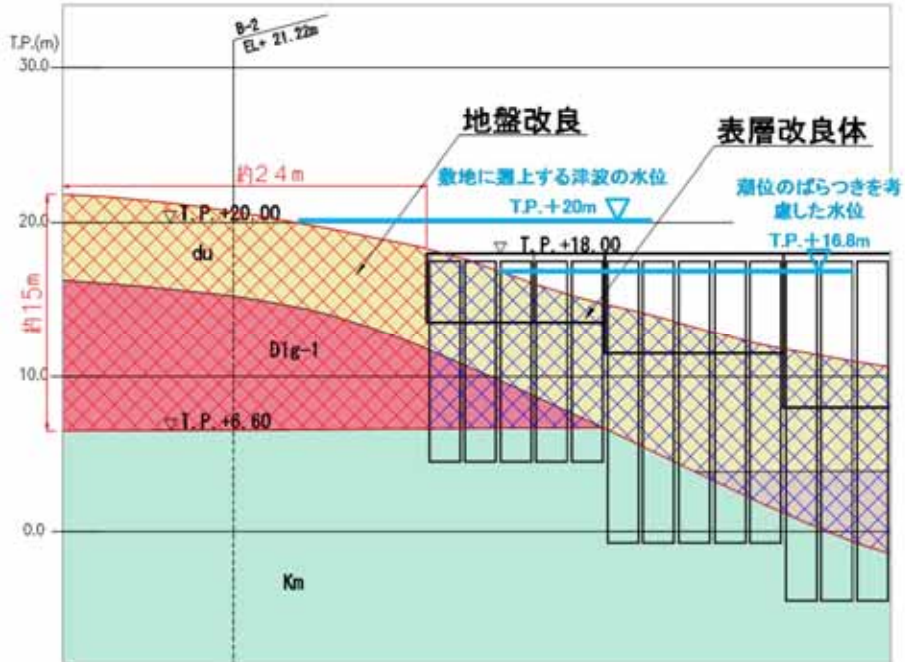 B-2
EL+ 21.22m
T.P.(m)
30.0
地盤改良
表層改良体
約24m
敷地に遡上する津波の水位
T.P.+20m
潮位のばらつきを考
慮した水位
T.P.+16.8m
▽T.P.+20.00
20.0
▽ T.P.+18.00
du
約15m
D1g-1
10.0
▽T.P.+6.60
0.0
Km